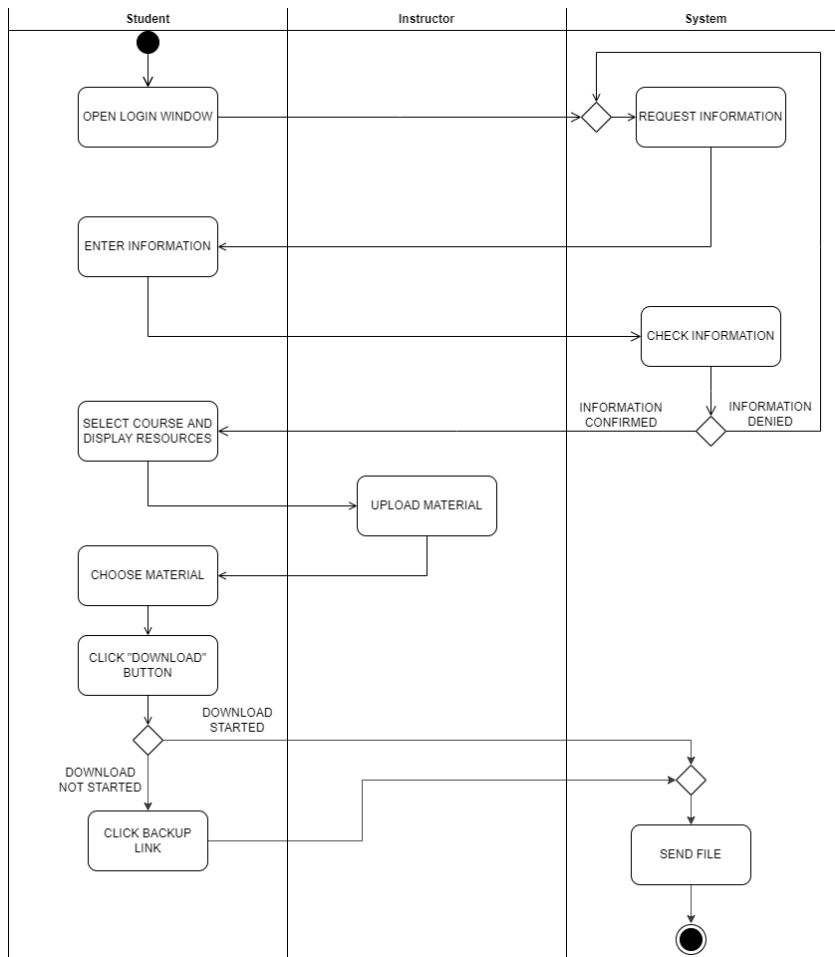 Student
Instructor
System
OPEN LOGIN WINDOW
REQUEST INFORMATION
ENTER INFORMATION
CHECK INFORMATION
INFORMATION
CONFIRMED
INFORMATION
DENIED
SELECT COURSE AND
DISPLAY RESOURCES
UPLOAD MATERIAL
CHOOSE MATERIAL
CLICK "DOWNLOAD"
BUTTON
DOWNLOAD
STARTED
DOWNLOAD
NOT STARTED
CLICK BACKUP
LINK
SEND FILE